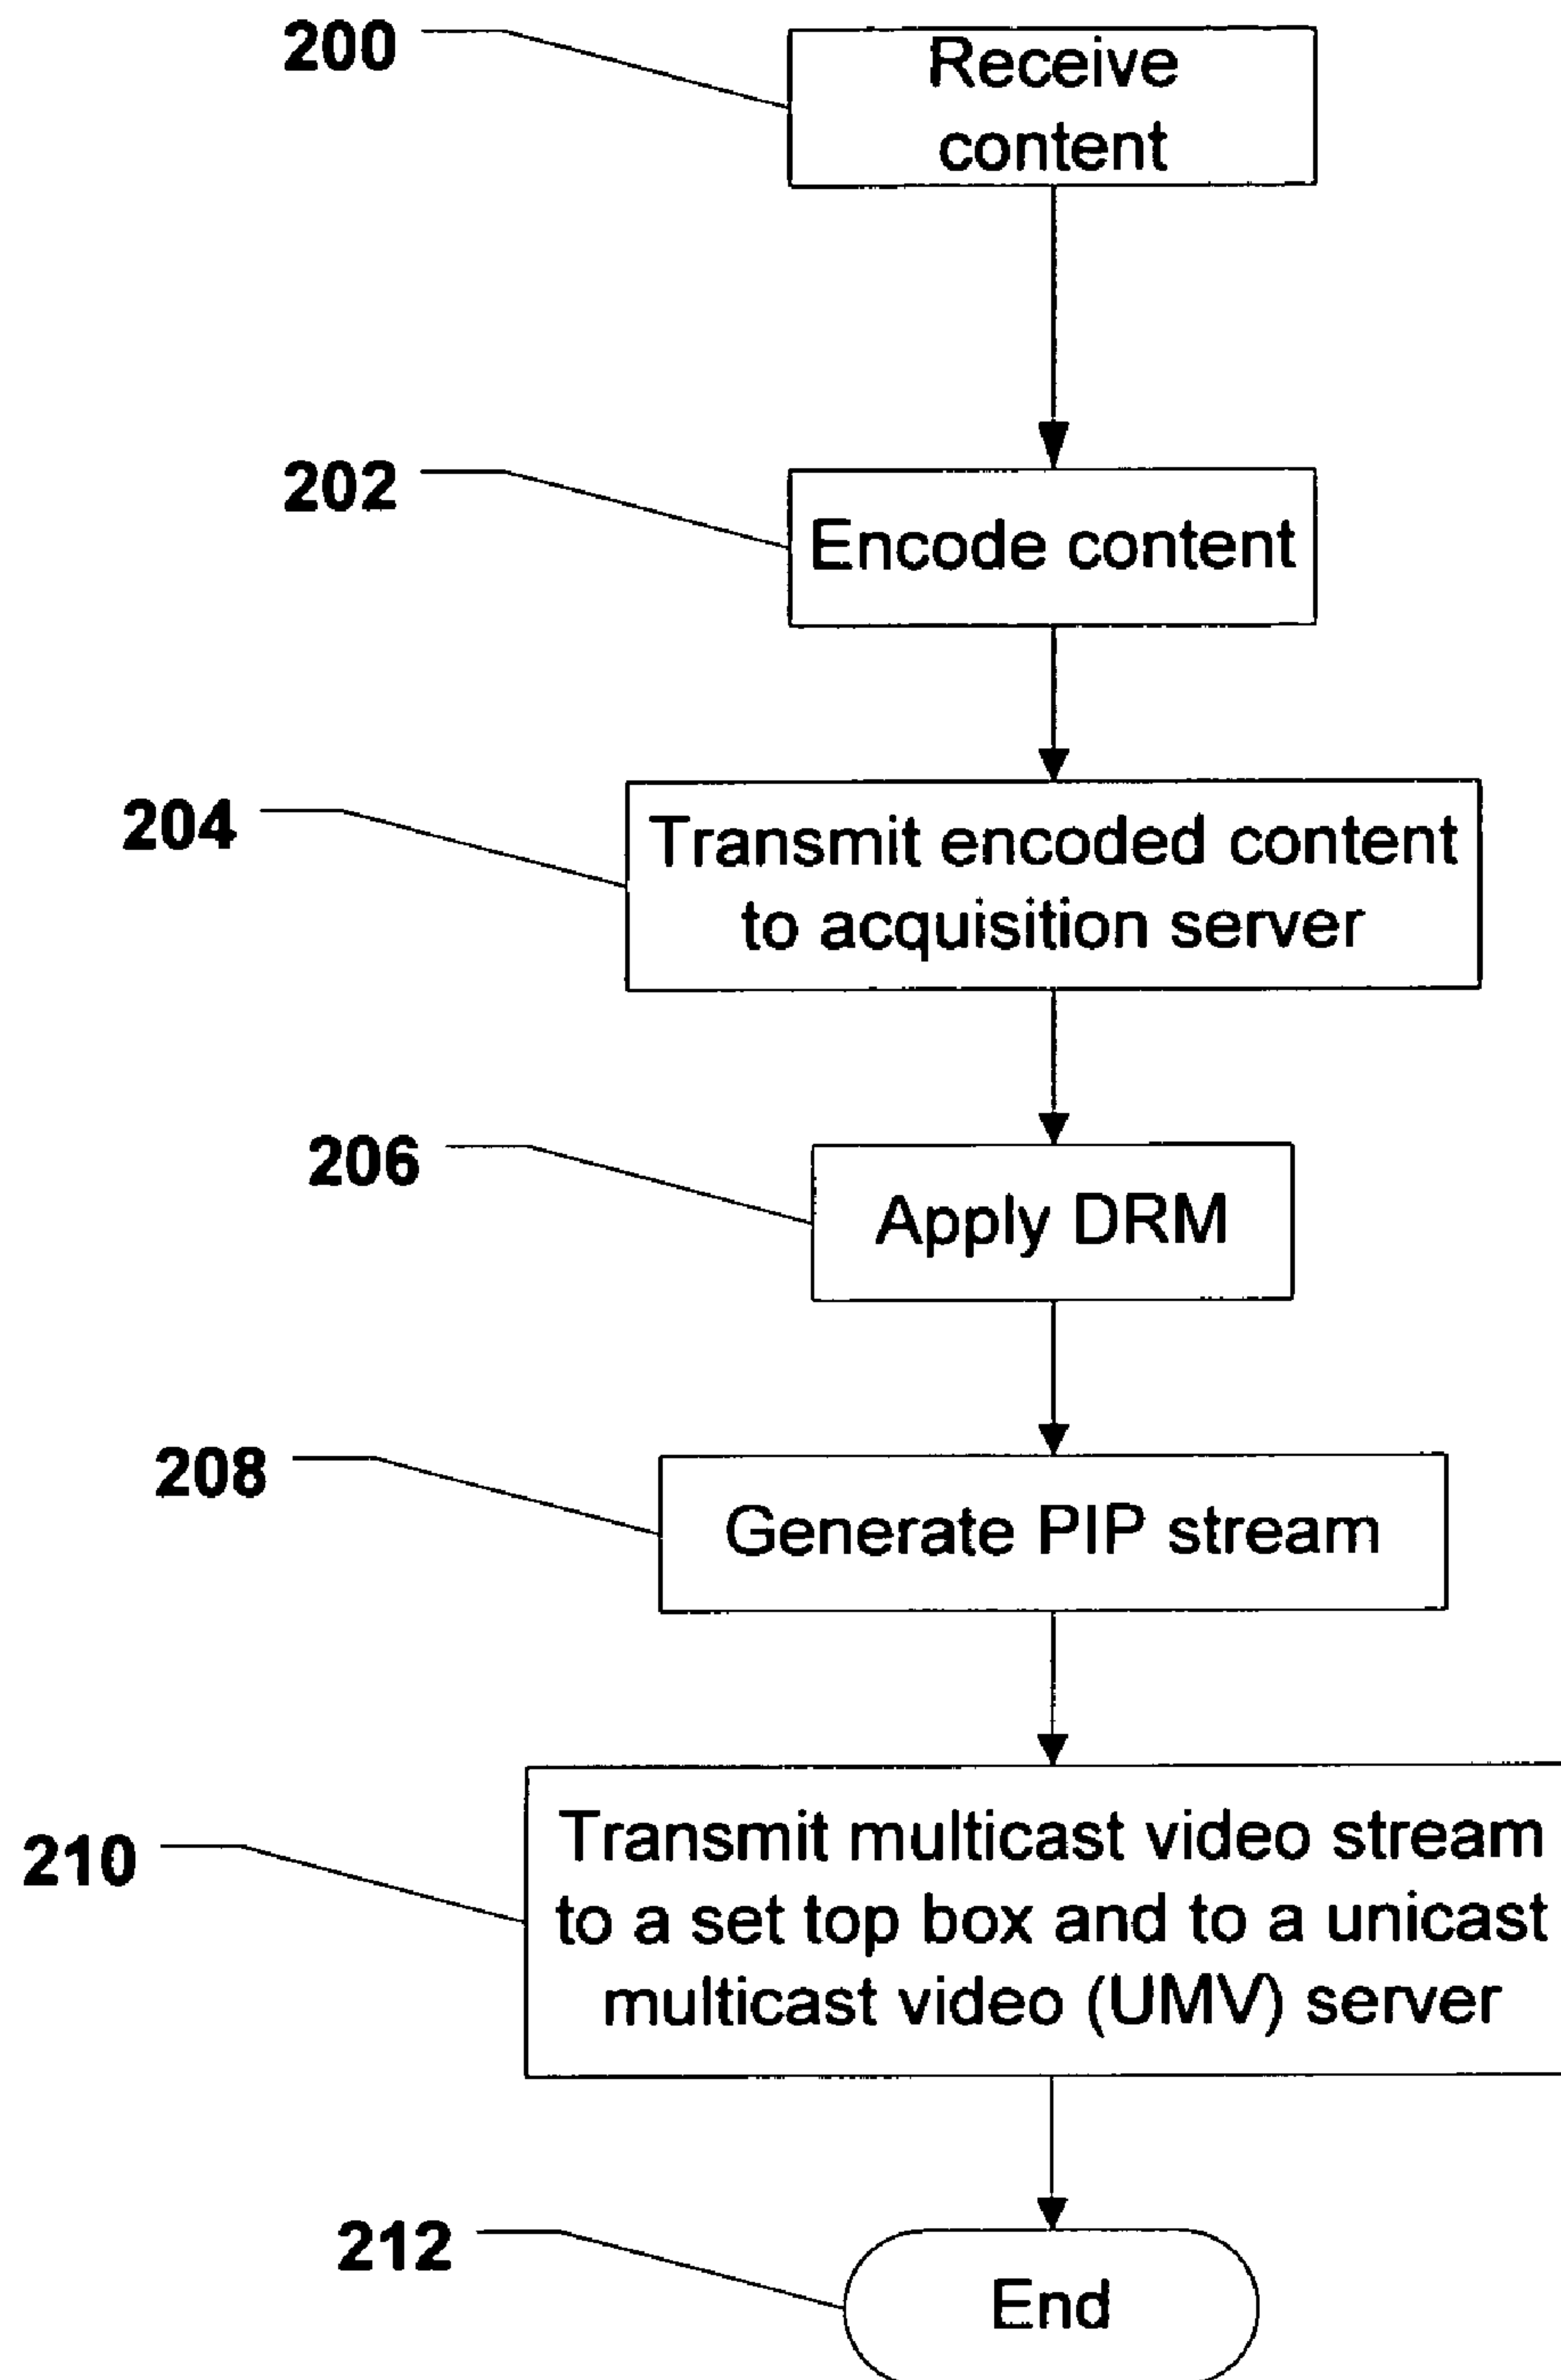 200
Receive
content
202
Encode content
204
Transmit encoded content
to acquisition server
206
Apply DRM
208
Generate PIP stream
210
Transmit multicast video stream
to a set top box and to a unicast
multicast video (UMV) server
212
End